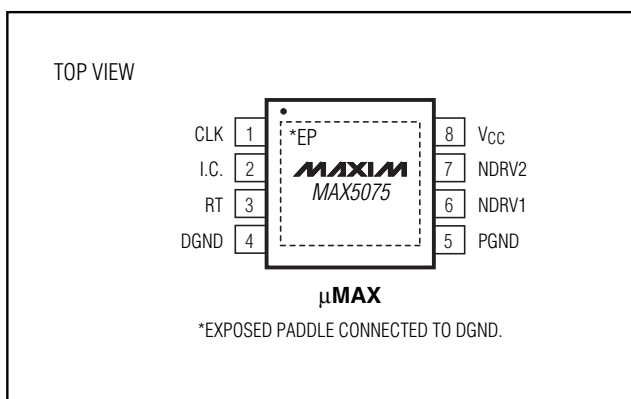 TOP VIEW
CLK 1
I.C. 2
RT 3
DGND 4
*EP
MAXIM
MAX5075
8 VCC
7 NDRV2
6 NDRV1
5 PGND
µMAX
*EXPOSED PADDLE CONNECTED TO DGND.